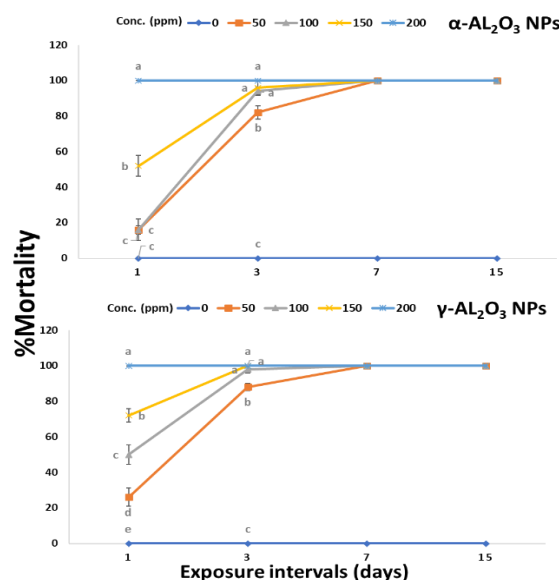 Conc. (ppm) 0 50 100 150 200
α-AL₂O₃ NPs
120
100
80
60
40
20
0
a
b
c
c
c
a
a
a
b
c
1 3 7 15
%Mortality
Conc. (ppm) 0 50 100 150 200
γ-AL₂O₃ NPs
120
100
80
60
40
20
0
a
b
c
d
e
a
a
a
b
c
1 3 7 15
Exposure intervals (days)